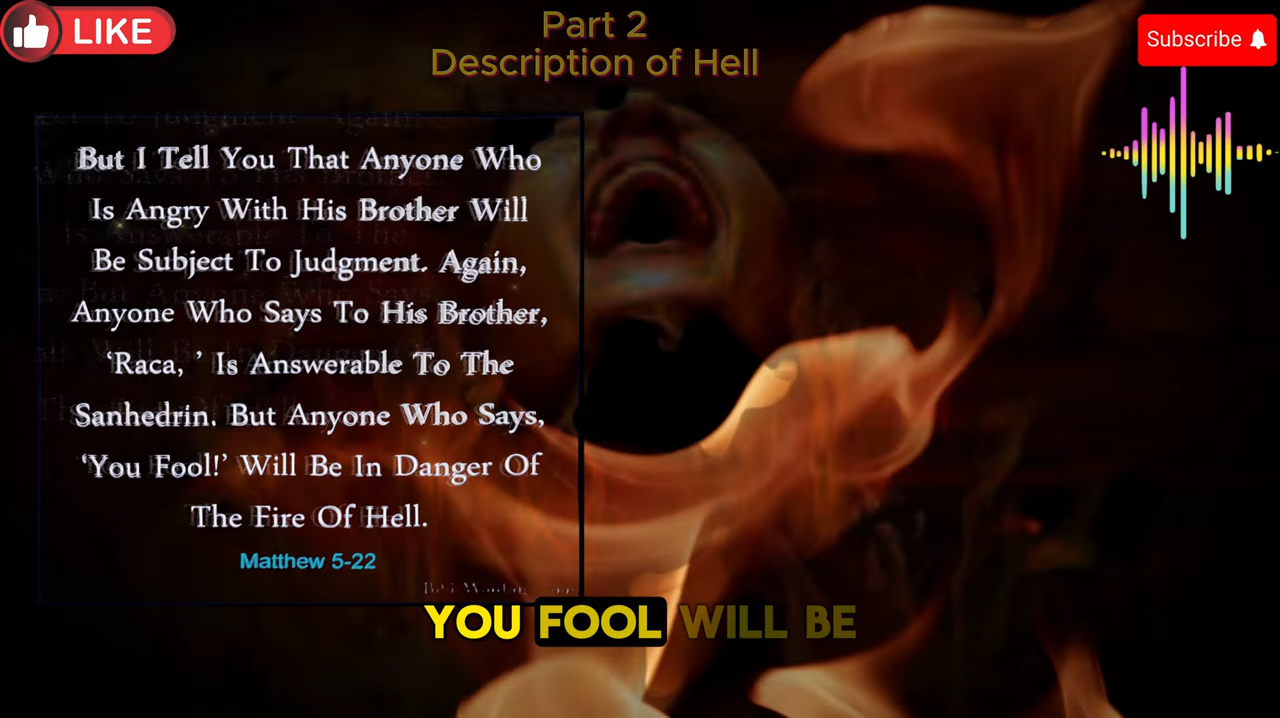 LIKE
Part 2
Description of Hell
Subscribe
But I Tell You That Anyone Who
Is Angry With His Brother Will
Be Subject To Judgment. Again,
Anyone Who Says To His Brother,
‘Raca, ’ Is Answerable To The
Sanhedrin. But Anyone Who Says,
‘You Fool!’ Will Be In Danger Of
The Fire Of Hell.
Matthew 5-22
YOU FOOL WILL BE